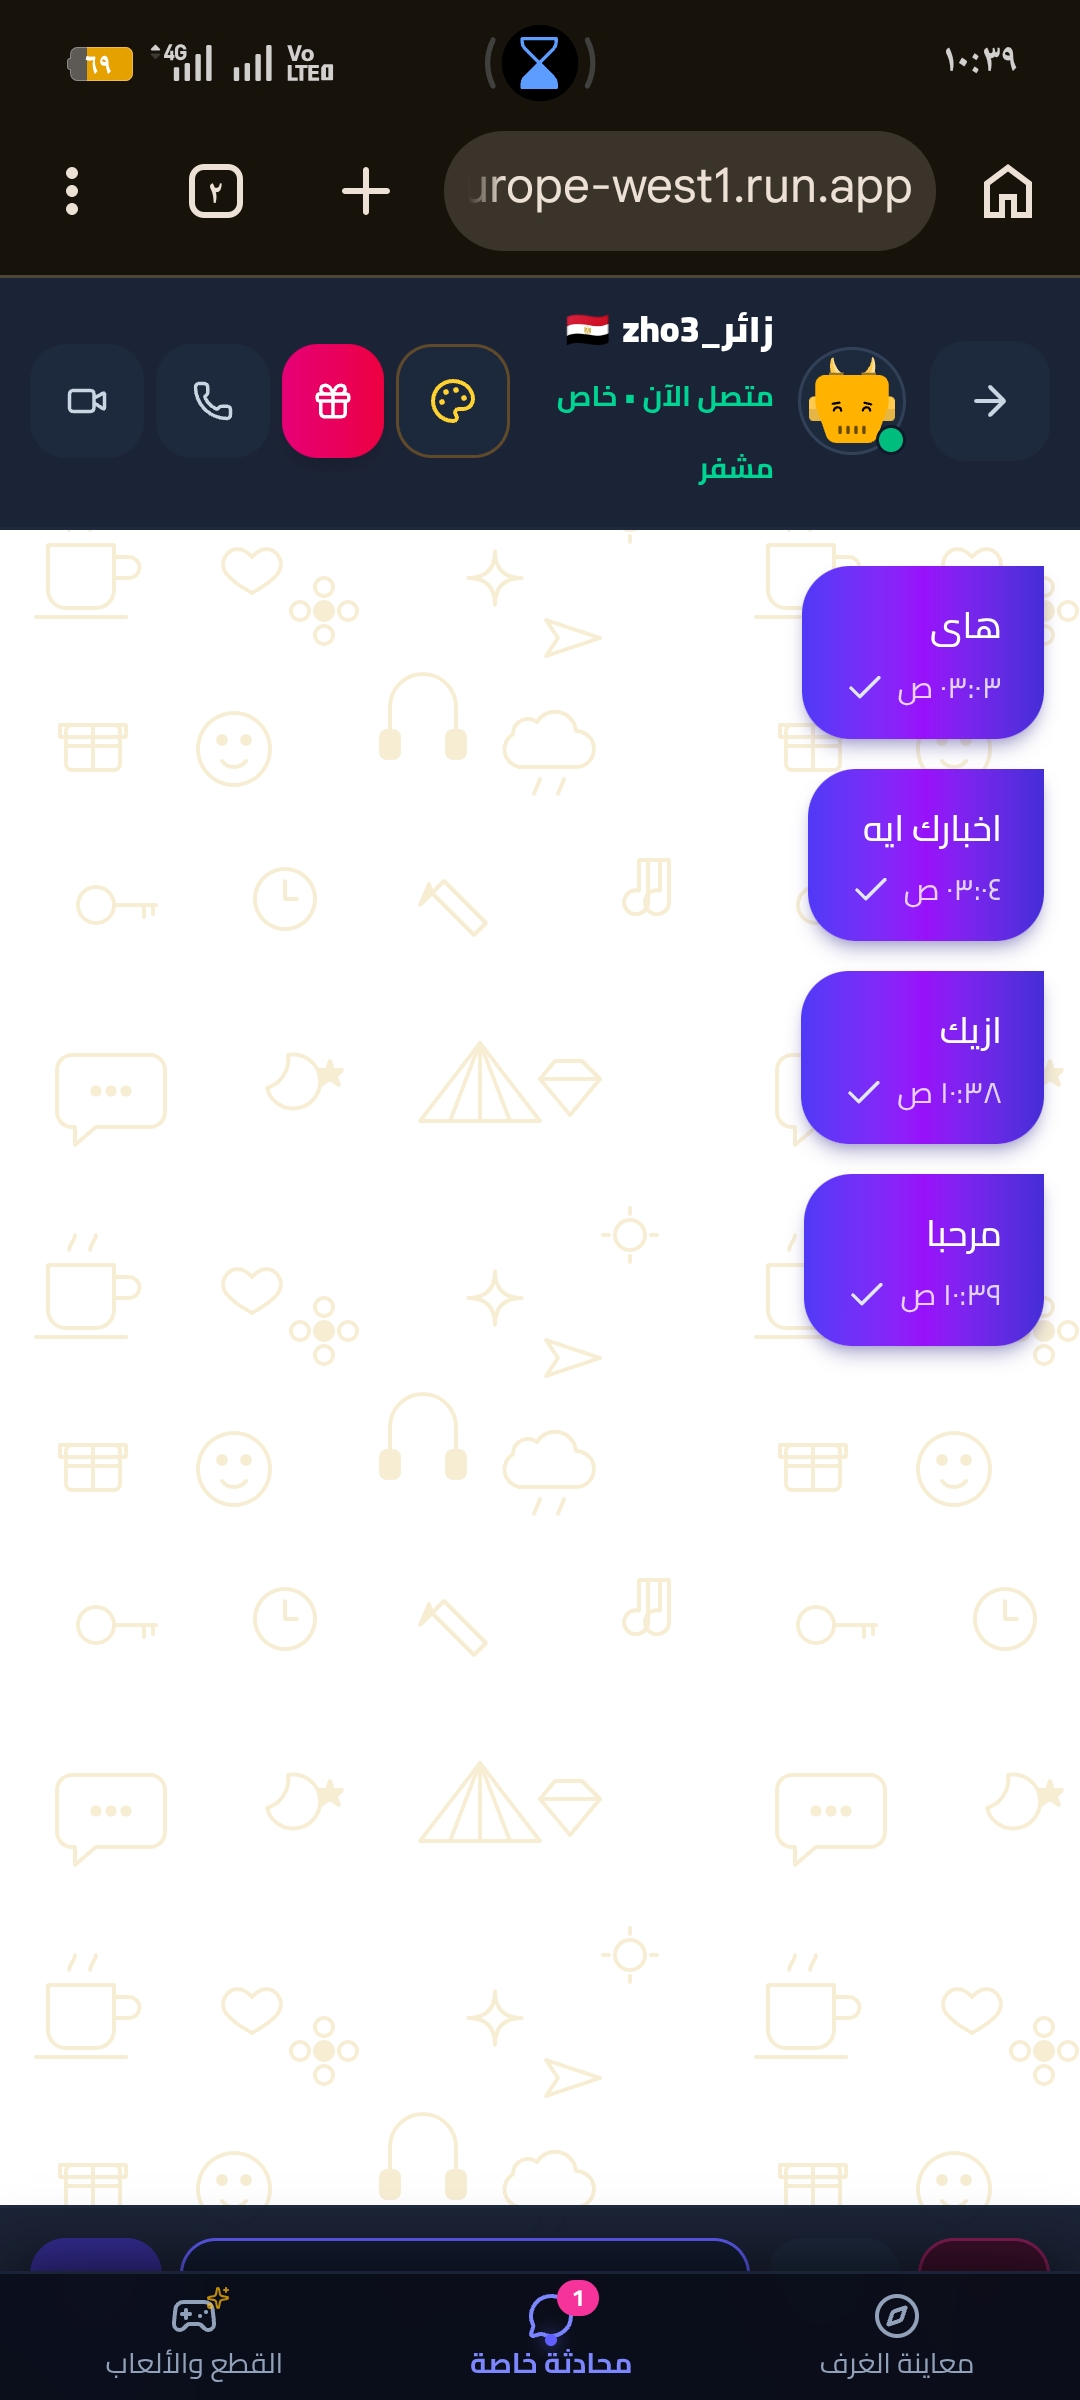 ١٠:٣٩
4G
Vo
LTE
٦٩
urope-west1.run.app
٢
زائر_zho3 🇪🇬
متصل الآن • خاص
مشفر
هاى
٠٣:٠٣ ص
اخبارك ايه
٠٣:٠٤ ص
ازيك
١٠:٣٨ ص
مرحبا
١٠:٣٩ ص
معاينة الغرف
1
محادثة خاصة
القطع والألعاب